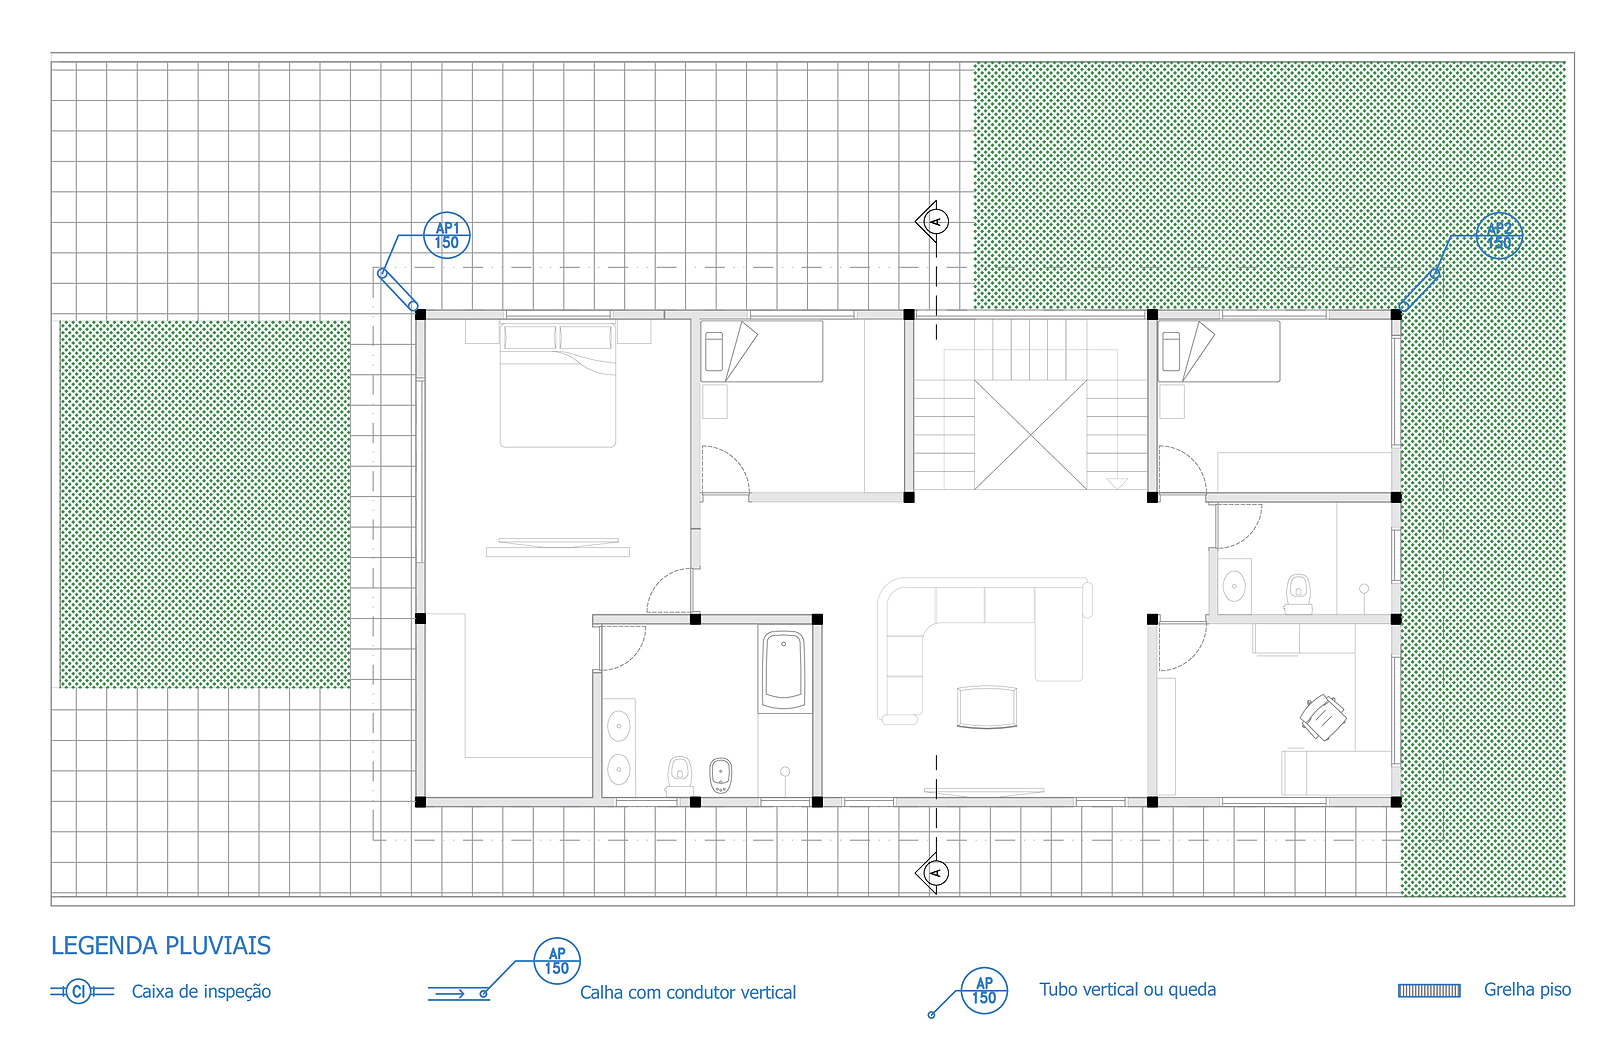 AP1
150
AP2
150
A
A
LEGENDA PLUVIAIS
CI
Caixa de inspeção
AP
150
Calha com condutor vertical
AP
150
Tubo vertical ou queda
Grelha piso